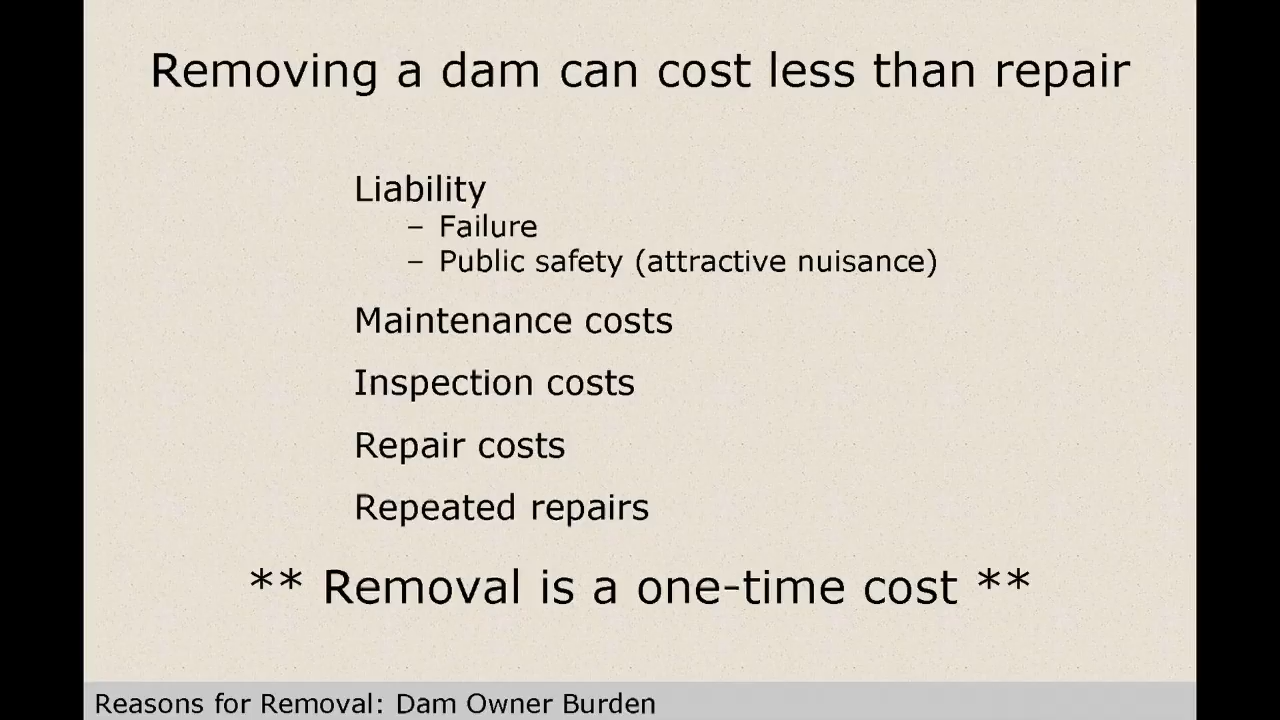 Removing a dam can cost less than repair
Liability
– Failure
– Public safety (attractive nuisance)
Maintenance costs
Inspection costs
Repair costs
Repeated repairs
** Removal is a one-time cost **
Reasons for Removal: Dam Owner Burden